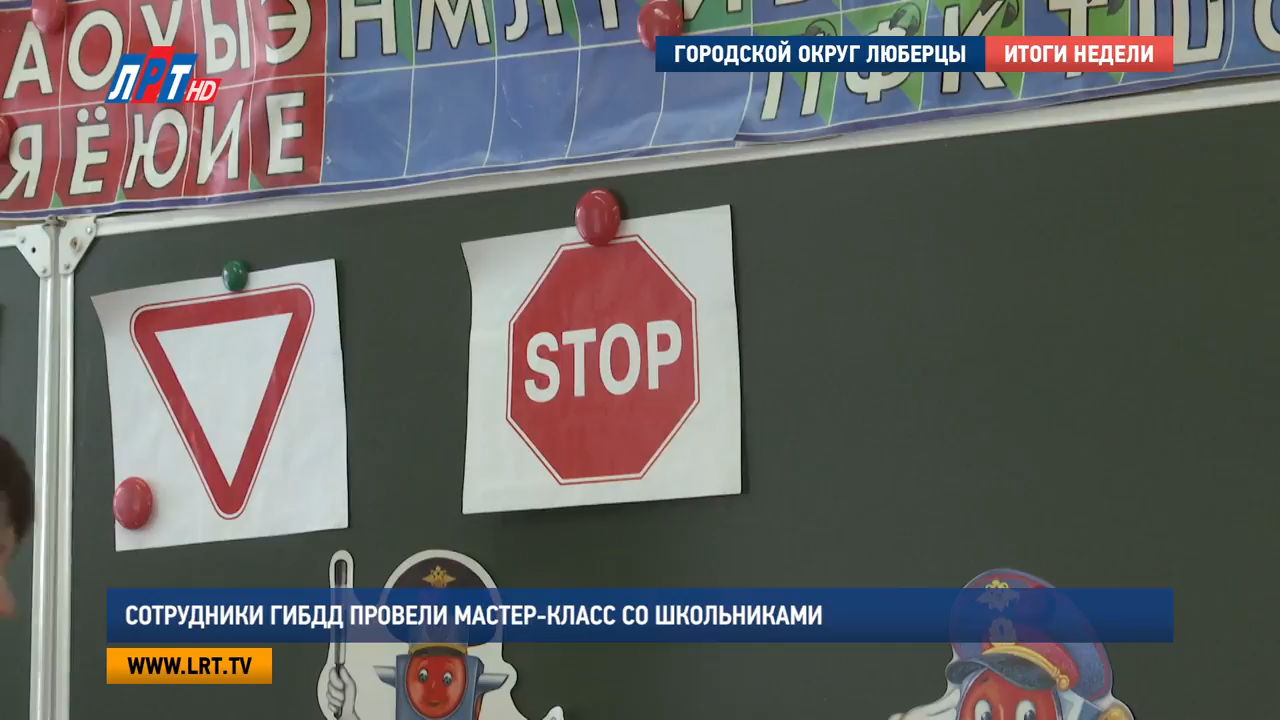 А О У Ы Э Н М Л
ГОРОДСКОЙ ОКРУГ ЛЮБЕРЦЫ ИТОГИ НЕДЕЛИ
ЛРТ HD
Я Ё Ю И Е П Ф К Т Ш
STOP
СОТРУДНИКИ ГИБДД ПРОВЕЛИ МАСТЕР-КЛАСС СО ШКОЛЬНИКАМИ
WWW.LRT.TV